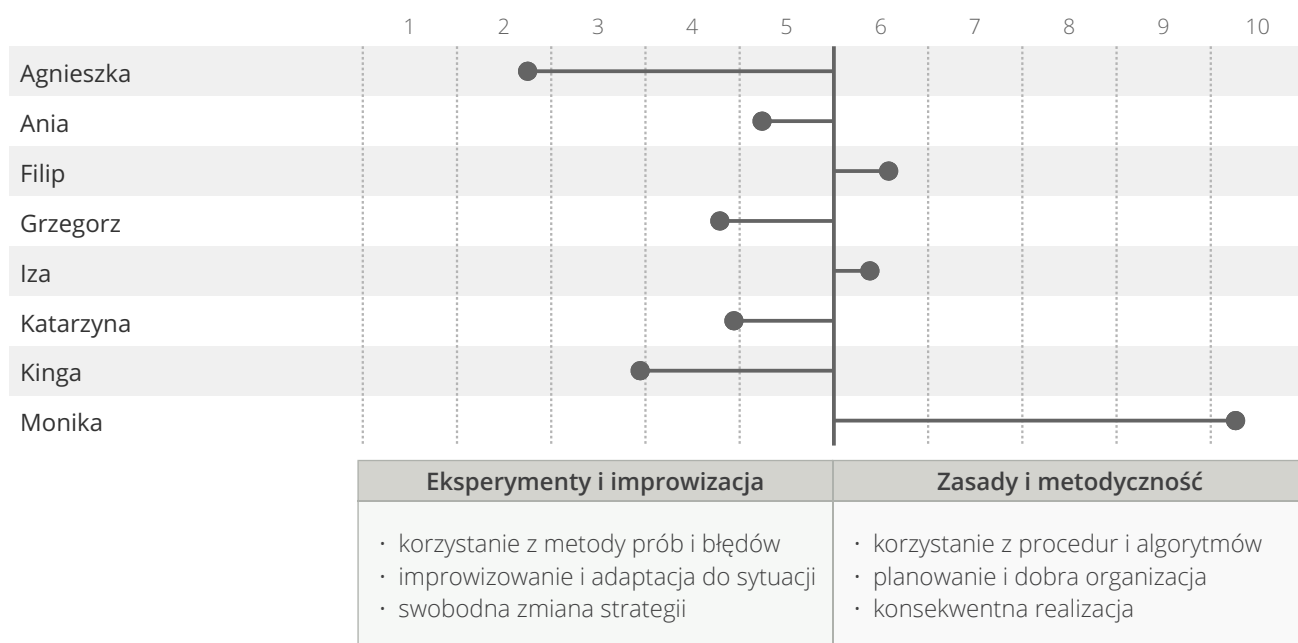 1 2 3 4 5 6 7 8 9 10
Agnieszka
Ania
Filip
Grzegorz
Iza
Katarzyna
Kinga
Monika
Eksperymenty i improwizacja
· korzystanie z metody prób i błędów
· improwizowanie i adaptacja do sytuacji
· swobodna zmiana strategii
Zasady i metodyczność
· korzystanie z procedur i algorytmów
· planowanie i dobra organizacja
· konsekwentna realizacja